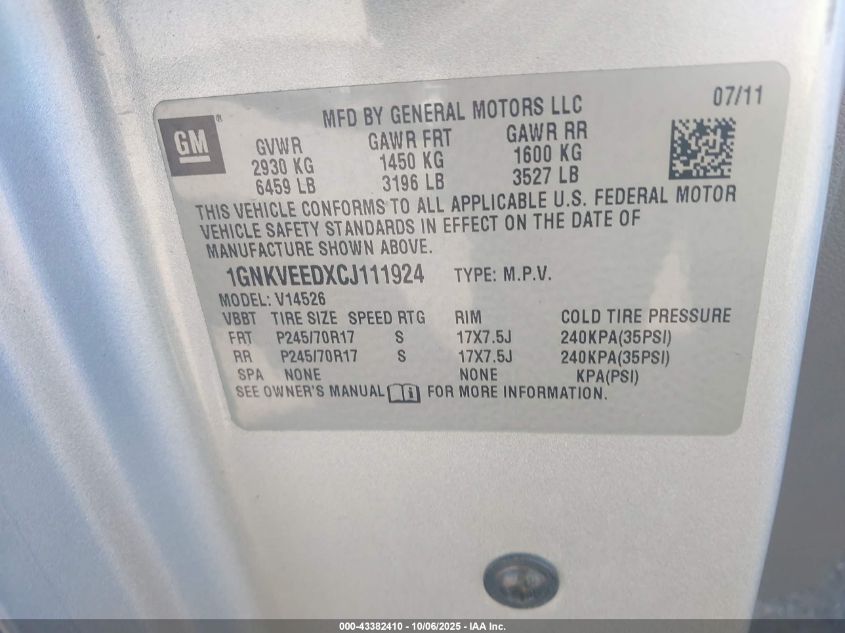 MFD BY GENERAL MOTORS LLC 07/11
GM ®
GVWR GAWR FRT GAWR RR
2930 KG 1450 KG 1600 KG
6459 LB 3196 LB 3527 LB
THIS VEHICLE CONFORMS TO ALL APPLICABLE U.S. FEDERAL MOTOR
VEHICLE SAFETY STANDARDS IN EFFECT ON THE DATE OF
MANUFACTURE SHOWN ABOVE.
1GNKVEEDXCJ111924 TYPE: M.P.V.
MODEL: V14526
VBBT TIRE SIZE SPEED RTG RIM COLD TIRE PRESSURE
FRT P245/70R17 S 17X7.5J 240KPA(35PSI)
RR P245/70R17 S 17X7.5J 240KPA(35PSI)
SPA NONE NONE KPA(PSI)
SEE OWNER'S MANUAL FOR MORE INFORMATION.
000-43382410 - 10/06/2025 - IAA Inc.